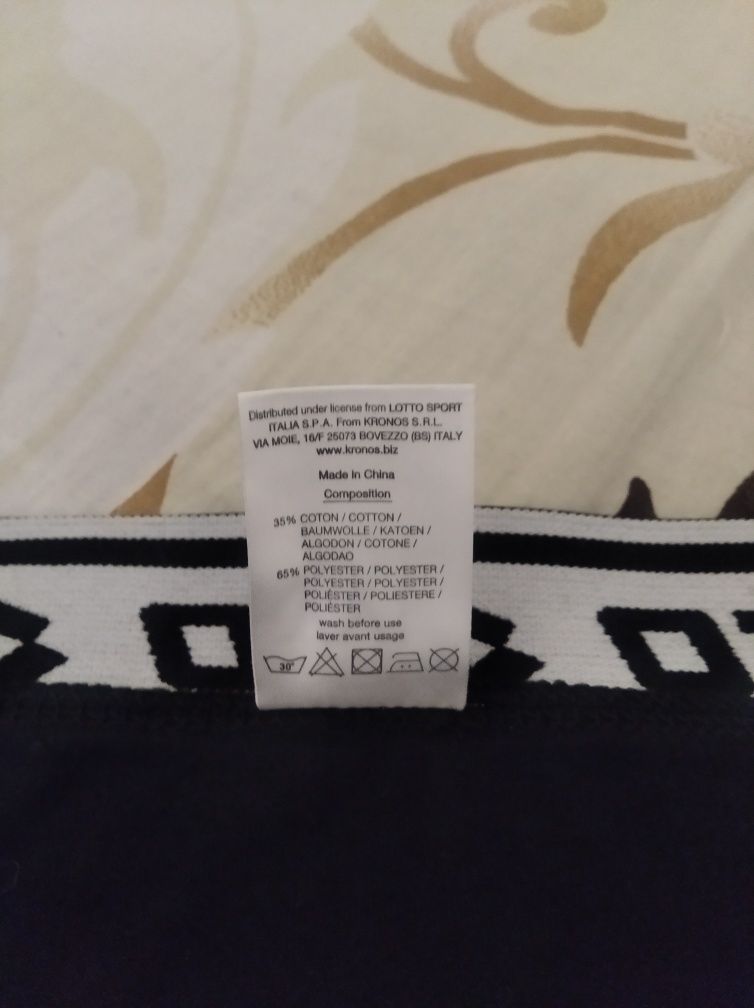 Distributed under license from LOTTO SPORT
ITALIA S.P.A. From KRONOS S.R.L.
VIA MOIE, 16/F 25073 BOVEZZO (BS) ITALY
www.kronos.biz
Made in China
Composition
35% COTON / COTTON /
BAUMWOLLE / KATOEN /
ALGODON / COTONE /
ALGODAO
65% POLYESTER / POLYESTER /
POLYESTER / POLYESTER /
POLIÉSTER / POLIESTERE /
POLIÉSTER
wash before use
laver avant usage
30°